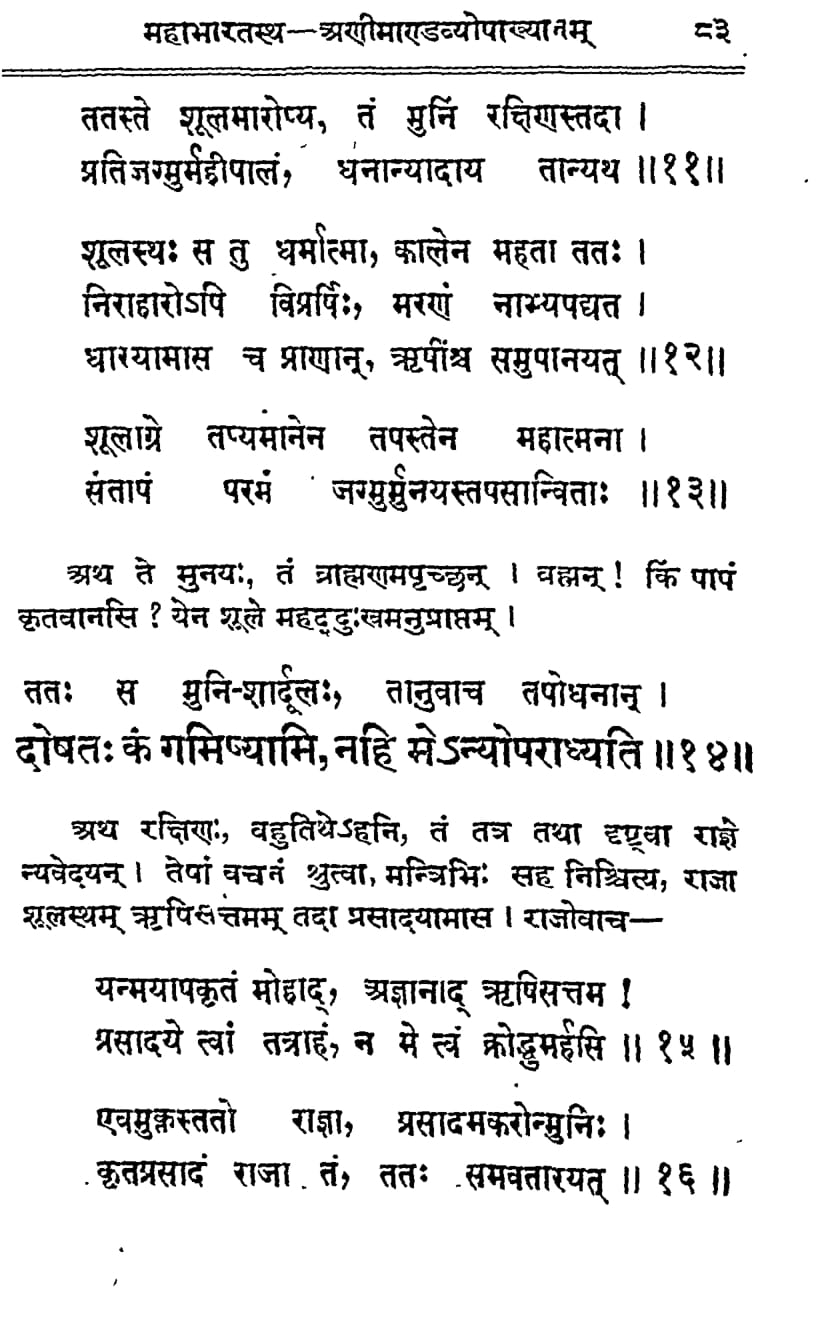 महाभारतस्थ—अणीमाण्डव्योपाख्यानम् ८३
ततस्ते शूलमारोप्य, तं मुनिं रक्षिणस्तदा ।
प्रतिजग्मुर्महीपालं, धनान्यादाय तान्यथ ॥११॥
शूलस्थः स तु धर्मात्मा, कालेन महता ततः ।
निराहारोऽपि विप्रर्षिः, मरणं नाभ्यपद्यत ।
धारयामास च प्राणान्, ऋषींश्च समुपानयत् ॥१२॥
शूलाग्रे तप्यमानेन तपस्तेन महात्मना ।
संतापं परमं जग्मुर्मुनयस्तपसान्विताः ॥१३॥
अथ ते मुनयः, तं ब्राह्मणमपृच्छन् । वह्मन् ! किं पापं
कृतवानसि ? येन शूले महद्दुःखमनुप्राप्तम् ।
ततः स मुनि-शार्दूलः, तानुवाच तपोधनान् ।
दोषतः कं गमिष्यामि, नहि मेऽन्योपराध्यति ॥१४॥
अथ रक्षिणः, वहुतिथेऽहनि, तं तत्र तथा दृष्ट्वा राज्ञे
न्यवेदयन् । तेषां वचनं श्रुत्वा, मन्त्रिभिः सह निश्चित्य, राजा
शूलस्थम् ऋषिसत्तमम् तदा प्रसादयामास । राजोवाच—
यन्मयापकृतं मोहाद्, अज्ञानाद् ऋषिसत्तम !
प्रसादये त्वां तत्राहं, न मे त्वं क्रोद्धुमर्हसि ॥ १५ ॥
एवमुक्तस्ततो राज्ञा, प्रसादमकरोन्मुनिः ।
कृतप्रसादं राजा तं, ततः समवतारयत् ॥ १६ ॥